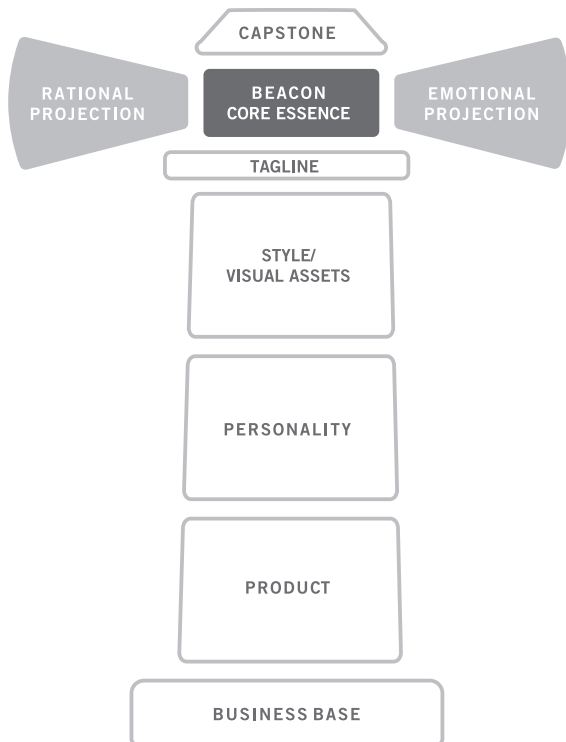 CAPSTONE
RATIONAL
PROJECTION
BEACON
CORE ESSENCE
EMOTIONAL
PROJECTION
TAGLINE
STYLE/
VISUAL ASSETS
PERSONALITY
PRODUCT
BUSINESS BASE